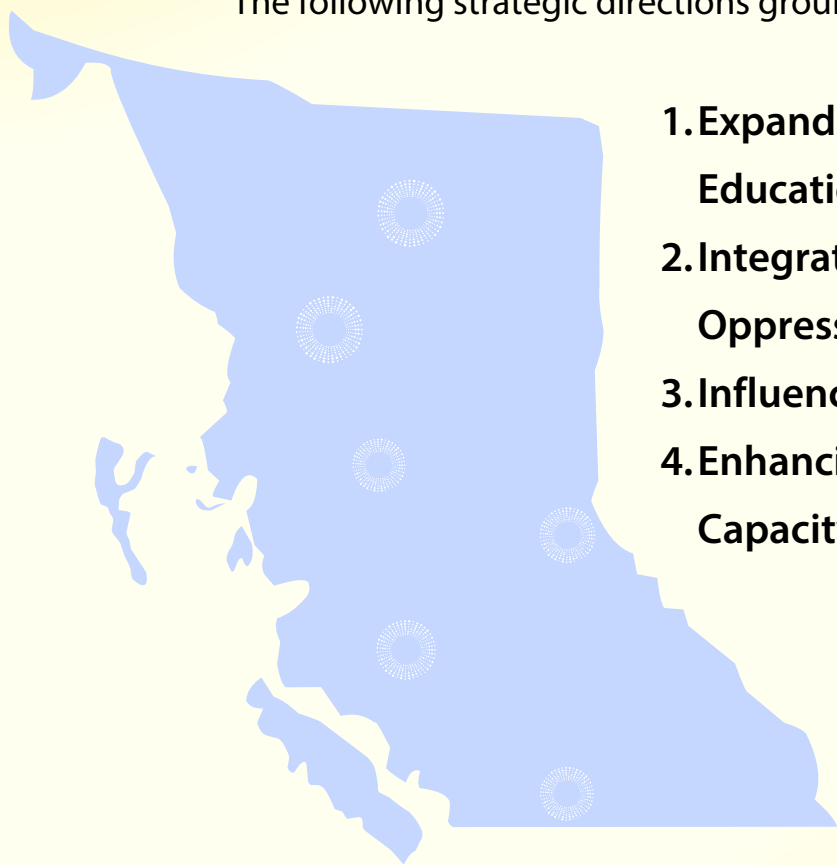 The following strategic directions grou
1. Expand
Educati
2. Integrat
Oppress
3. Influenc
4. Enhanci
Capacit